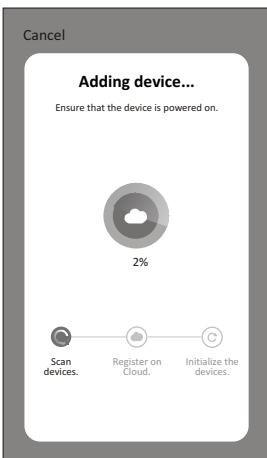 Cancel
Adding device...
Ensure that the device is powered on.
2%
Scan
devices.
Register on
Cloud.
Initialize the
devices.